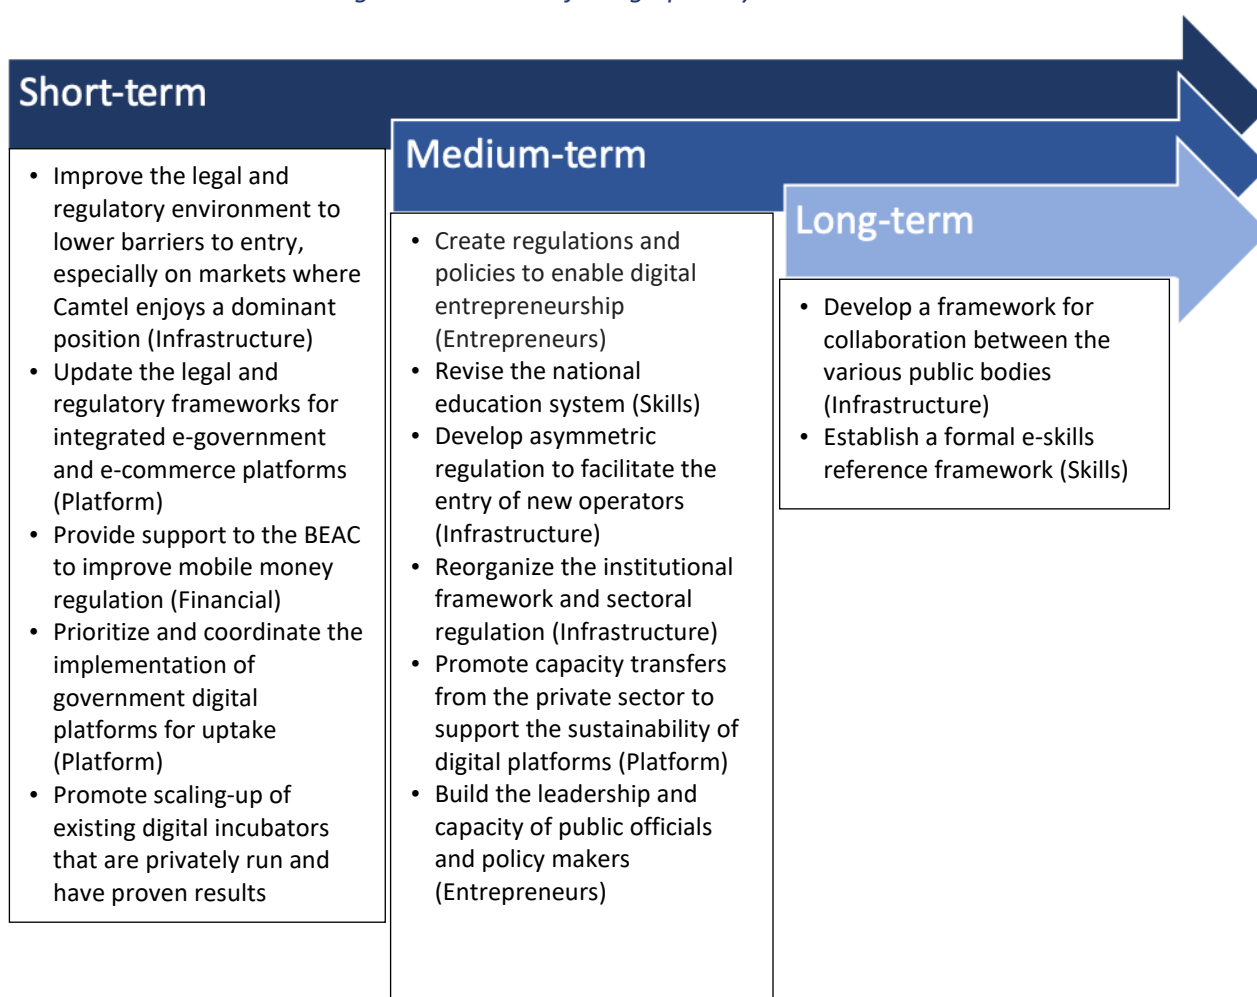 Short-term
• Improve the legal and
regulatory environment to
lower barriers to entry,
especially on markets where
Camtel enjoys a dominant
position (Infrastructure)
• Update the legal and
regulatory frameworks for
integrated e-government
and e-commerce platforms
(Platform)
• Provide support to the BEAC
to improve mobile money
regulation (Financial)
• Prioritize and coordinate the
implementation of
government digital
platforms for uptake
(Platform)
• Promote scaling-up of
existing digital incubators
that are privately run and
have proven results
Medium-term
• Create regulations and
policies to enable digital
entrepreneurship
(Entrepreneurs)
• Revise the national
education system (Skills)
• Develop asymmetric
regulation to facilitate the
entry of new operators
(Infrastructure)
• Reorganize the institutional
framework and sectoral
regulation (Infrastructure)
• Promote capacity transfers
from the private sector to
support the sustainability of
digital platforms (Platform)
• Build the leadership and
capacity of public officials
and policy makers
(Entrepreneurs)
Long-term
• Develop a framework for
collaboration between the
various public bodies
(Infrastructure)
• Establish a formal e-skills
reference framework (Skills)